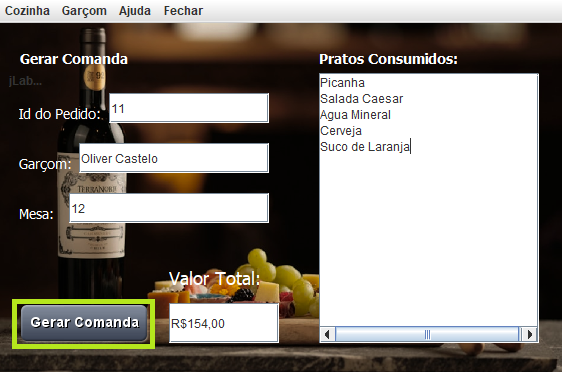 Cozinha Garçom Ajuda Fechar
Gerar Comanda
jLab...
Id do Pedido: 11
Garçom: Oliver Castelo
Mesa: 12
Pratos Consumidos:
Picanha
Salada Caesar
Agua Mineral
Cerveja
Suco de Laranja
TERRANOBLE
Valor Total:
Gerar Comanda
R$154,00